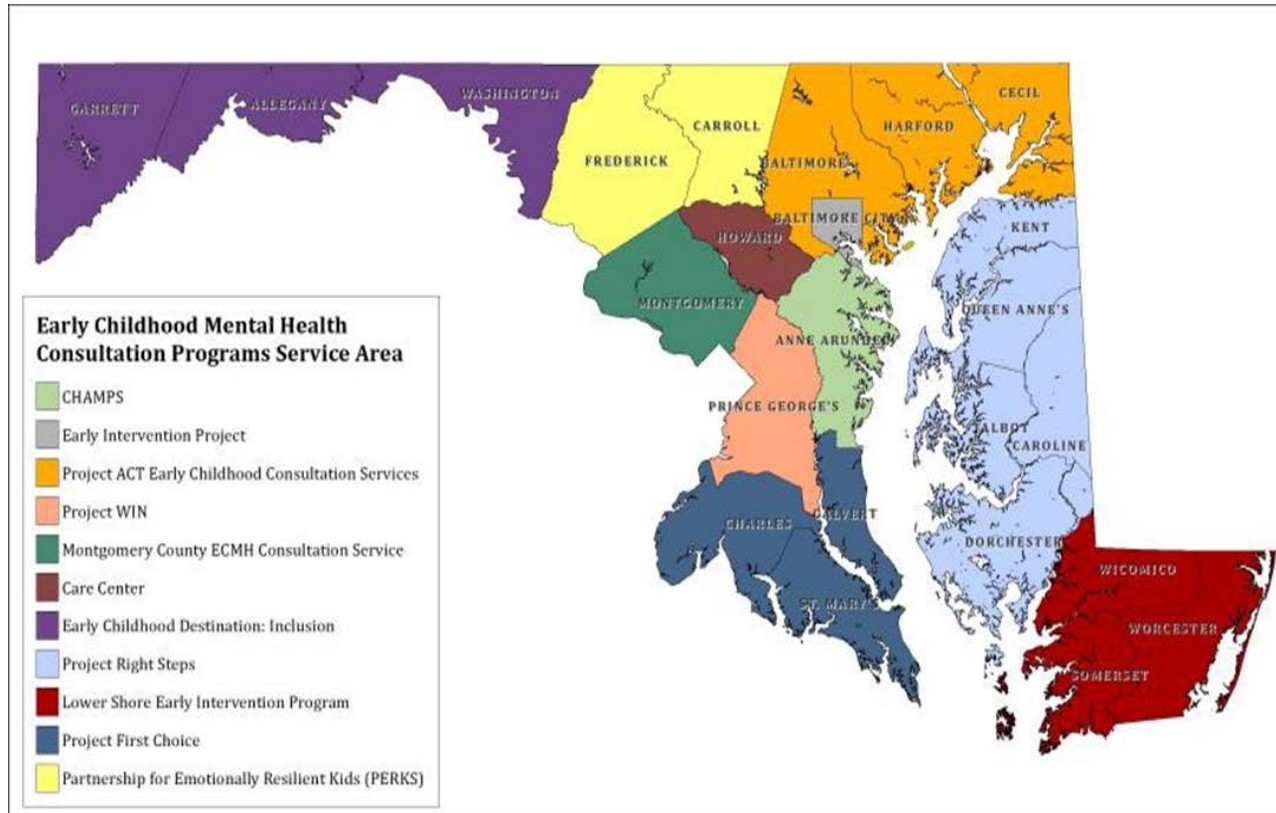 GARRETT
ALLEGANY
WASHINGTON
FREDERICK
CARROLL
BALTIMORE
HARFORD
CECIL
BALTIMORE CITY
HOWARD
MONTGOMERY
KENT
QUEEN ANNE'S
ANNE ARUNDEL
PRINCE GEORGE'S
TALBOT
CAROLINE
CHARLES
CALVERT
DORCHESTER
ST. MARY'S
WICOMICO
WORCESTER
SOMERSET
Early Childhood Mental Health
Consultation Programs Service Area
CHAMPS
Early Intervention Project
Project ACT Early Childhood Consultation Services
Project WIN
Montgomery County ECMH Consultation Service
Care Center
Early Childhood Destination: Inclusion
Project Right Steps
Lower Shore Early Intervention Program
Project First Choice
Partnership for Emotionally Resilient Kids (PERKS)